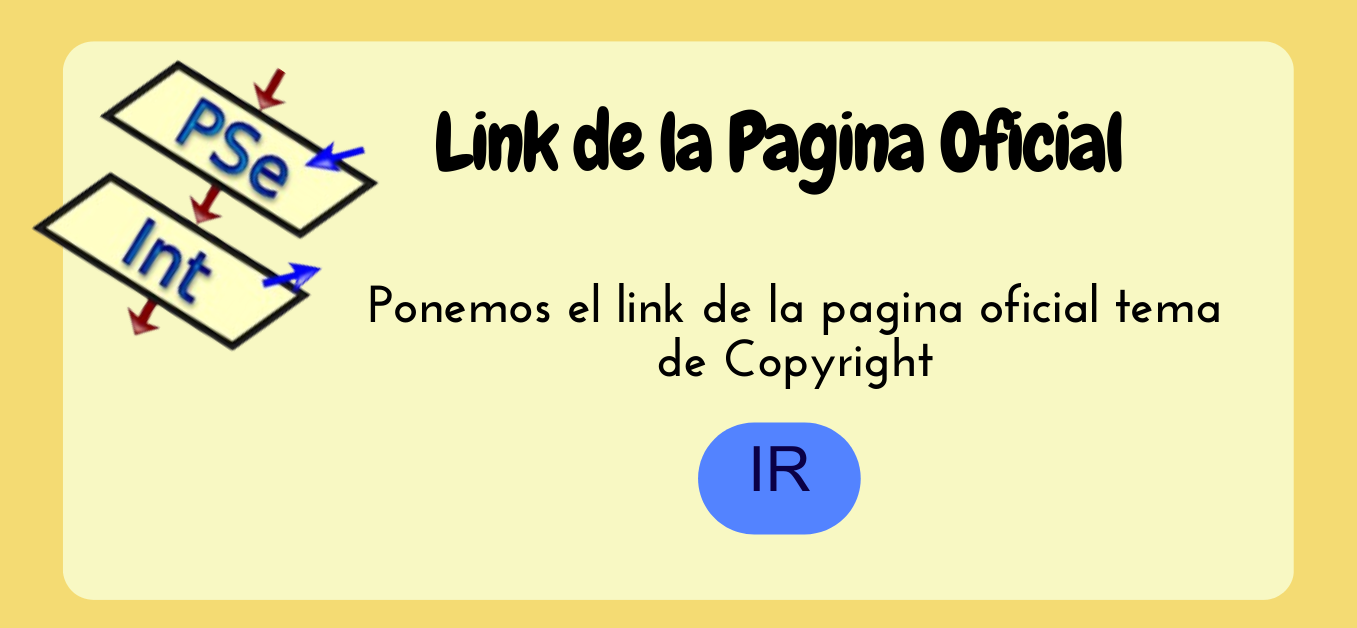 PSe
Int
Link de la Pagina Oficial
Ponemos el link de la pagina oficial tema
de Copyright
IR